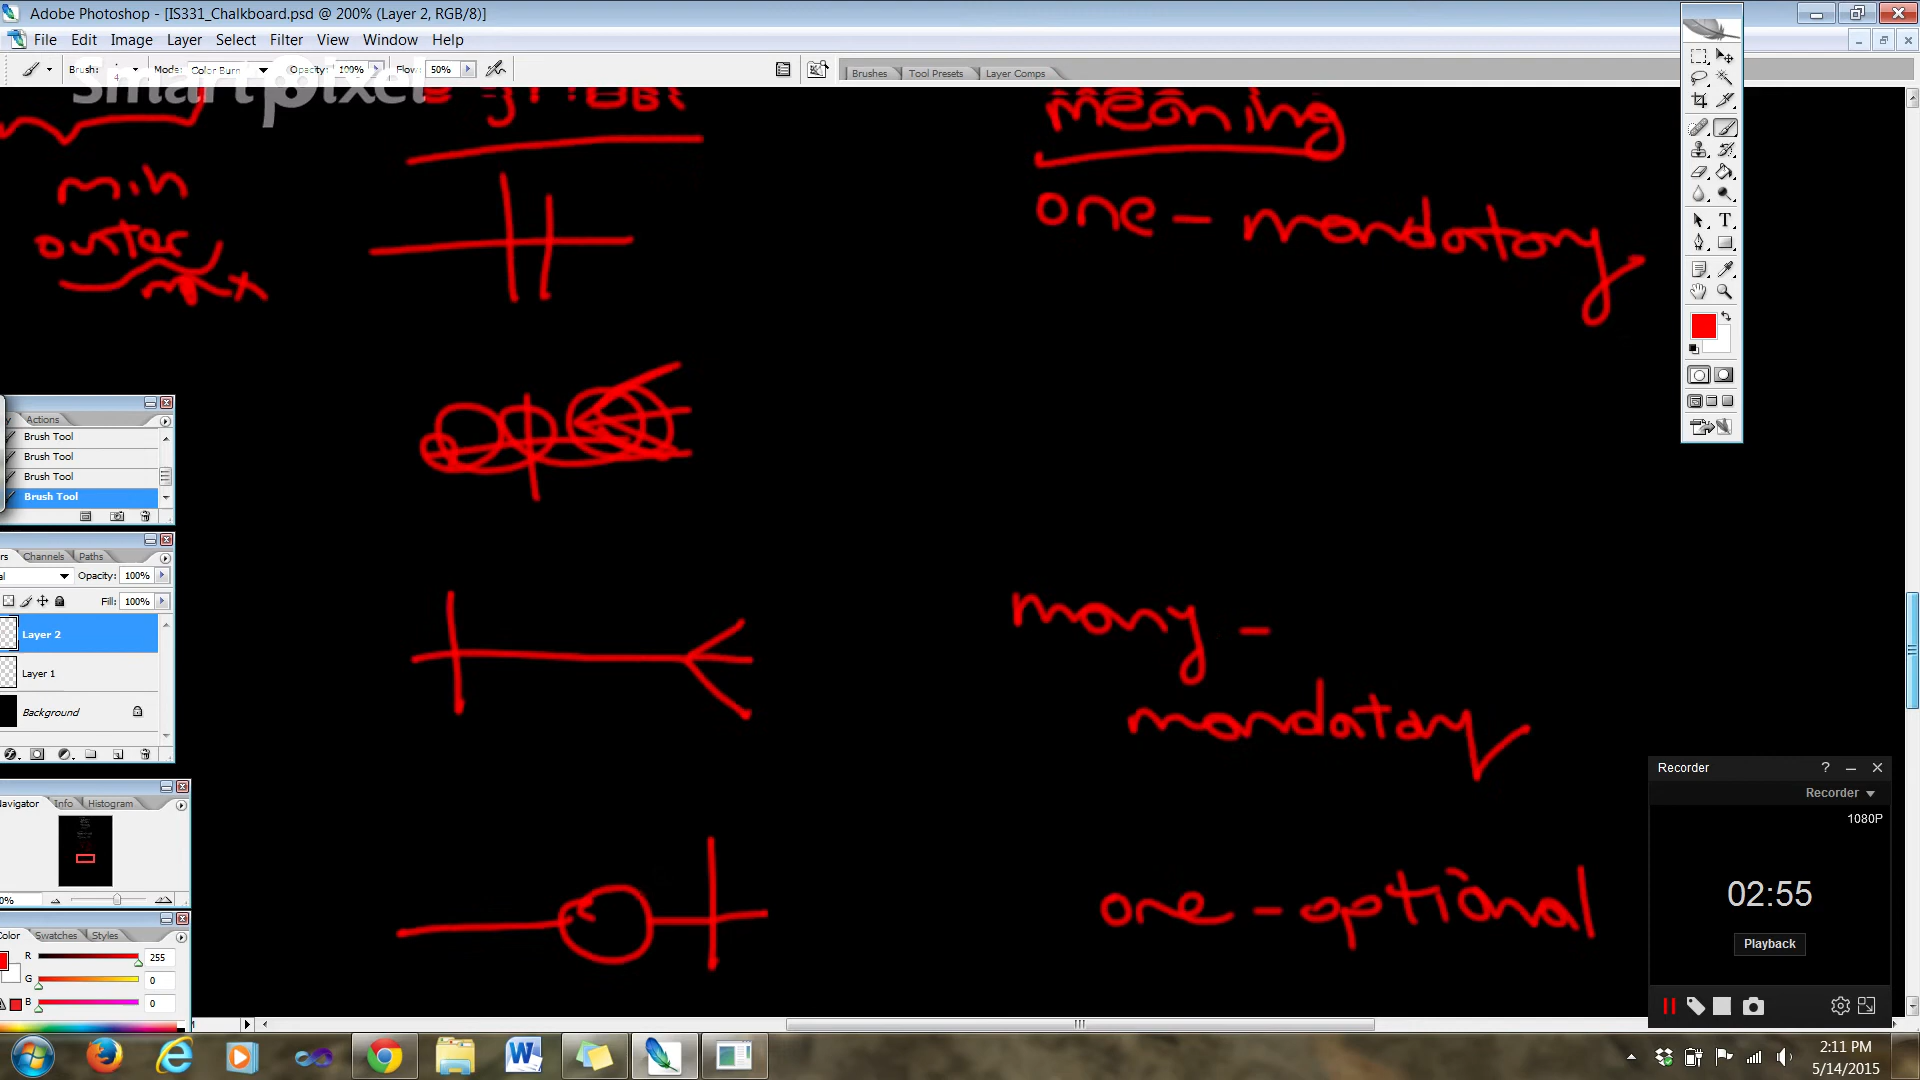 Adobe Photoshop - [IS331_Chalkboard.psd @ 200% (Layer 2, RGB/8)]
File Edit Image Layer Select Filter View Window Help
Brush: 4 Mode: Color Burn Opacity: 100% Flow: 50%
Brushes Tool Presets Layer Comps
Smartpixel
meaning
min
one - mandatory
outer
max
Actions
Brush Tool
Brush Tool
Brush Tool
Brush Tool
Channels Paths
Opacity: 100%
Fill: 100%
Layer 2
Layer 1
Background
many -
mandatory
Navigator Info Histogram
Color Swatches Styles
R 255
G 0
B 0
one - optional
Recorder
Recorder
1080P
02:55
Playback
2:11 PM
5/14/2015